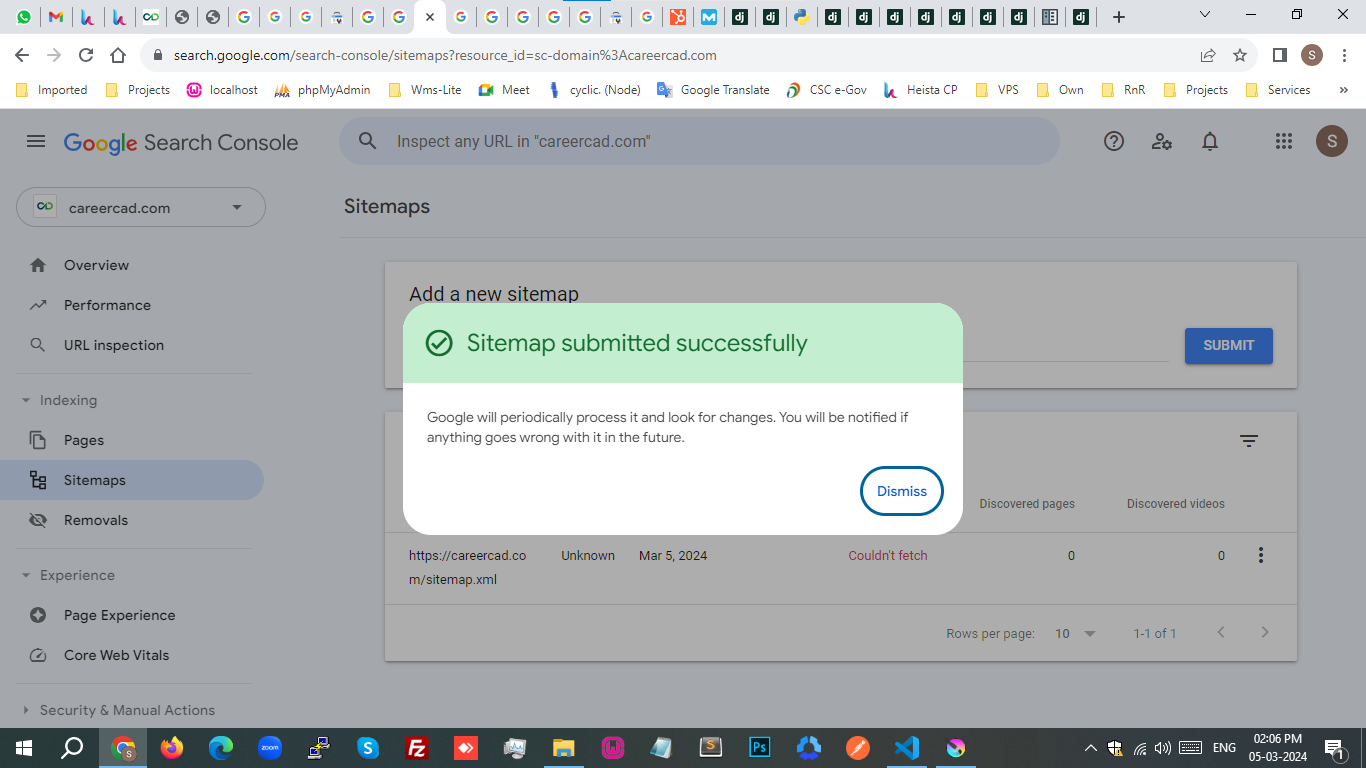 search.google.com/search-console/sitemaps?resource_id=sc-domain%3Acareercad.com
S
Imported
Projects
localhost
phpMyAdmin
Wms-Lite
Meet
cyclic. (Node)
Google Translate
CSC e-Gov
Heista CP
VPS
Own
RnR
Projects
Services
»
Google Search Console
Inspect any URL in "careercad.com"
S
careercad.com
Sitemaps
Overview
Performance
URL inspection
Indexing
Pages
Sitemaps
Removals
Experience
Page Experience
Core Web Vitals
Security & Manual Actions
Add a new sitemap
SUBMIT
Sitemap submitted successfully
Google will periodically process it and look for changes. You will be notified if
anything goes wrong with it in the future.
Dismiss
Discovered pages
Discovered videos
https://careercad.co
m/sitemap.xml
Unknown
Mar 5, 2024
Couldn't fetch
0
0
Rows per page:
10
1-1 of 1
zoom
ENG
02:06 PM
05-03-2024
1